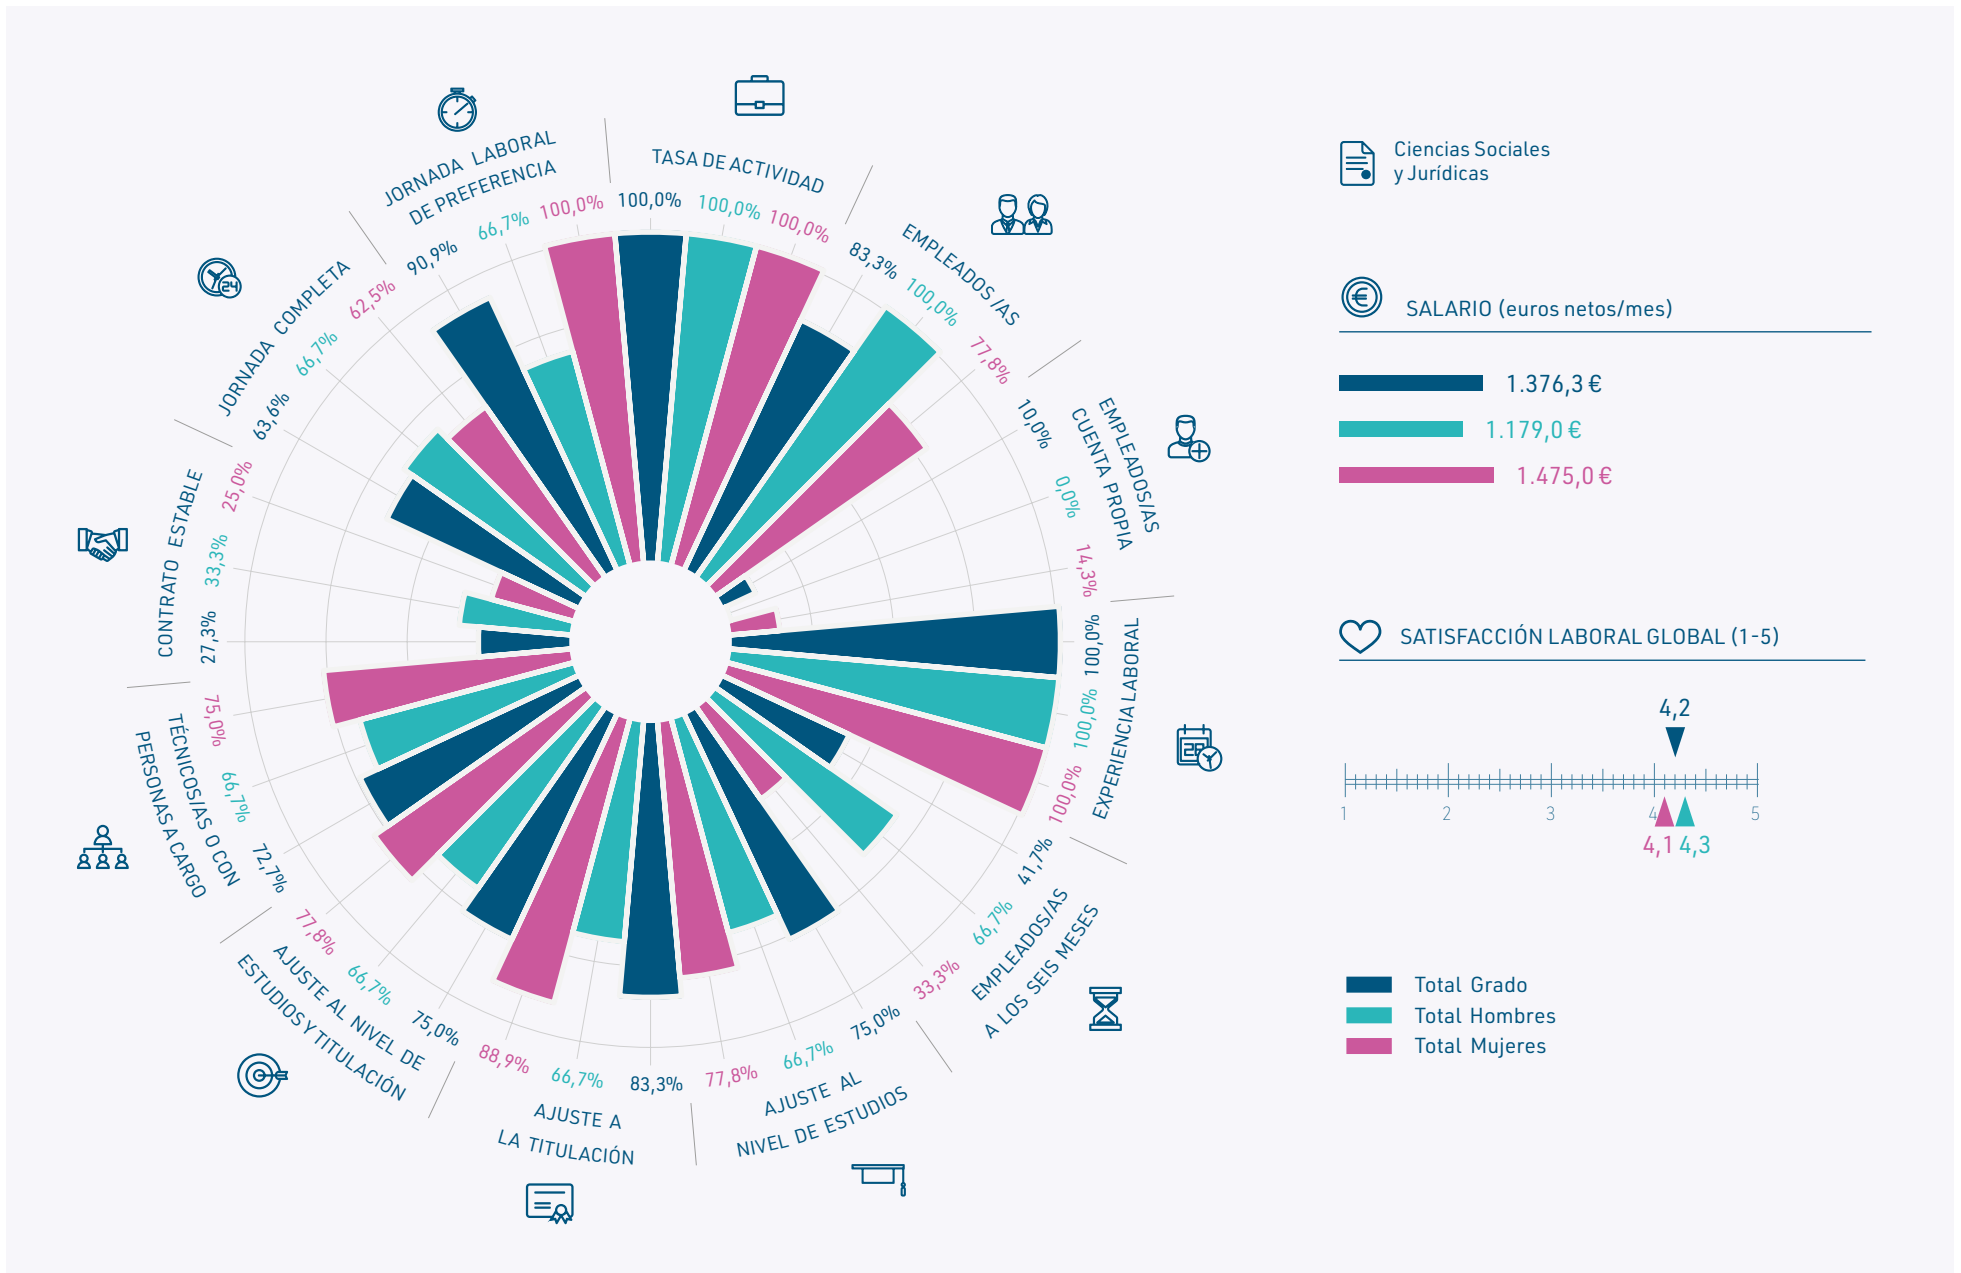 TASA DE ACTIVIDAD
100,0%
100,0%
100,0%
EMPLEADOS /AS
83,3%
100,0%
77,8%
EMPLEADOS/AS
CUENTA PROPIA
10,0%
0,0%
14,3%
EXPERIENCIA LABORAL
100,0%
100,0%
100,0%
EMPLEADOS/AS
A LOS SEIS MESES
41,7%
66,7%
33,3%
AJUSTE AL
NIVEL DE ESTUDIOS
75,0%
66,7%
77,8%
AJUSTE A
LA TITULACIÓN
83,3%
66,7%
88,9%
AJUSTE AL NIVEL DE
ESTUDIOS Y TITULACIÓN
75,0%
66,7%
77,8%
TÉCNICOS/AS O CON
PERSONAS A CARGO
72,7%
66,7%
75,0%
CONTRATO ESTABLE
27,3%
33,3%
25,0%
JORNADA COMPLETA
63,6%
66,7%
62,5%
JORNADA LABORAL
DE PREFERENCIA
90,9%
66,7%
100,0%
24
20
Ciencias Sociales
y Jurídicas
€
SALARIO (euros netos/mes)
1.376,3 €
1.179,0 €
1.475,0 €
SATISFACCIÓN LABORAL GLOBAL (1-5)
4,2
1 2 3 4 5
4,1 4,3
Total Grado
Total Hombres
Total Mujeres